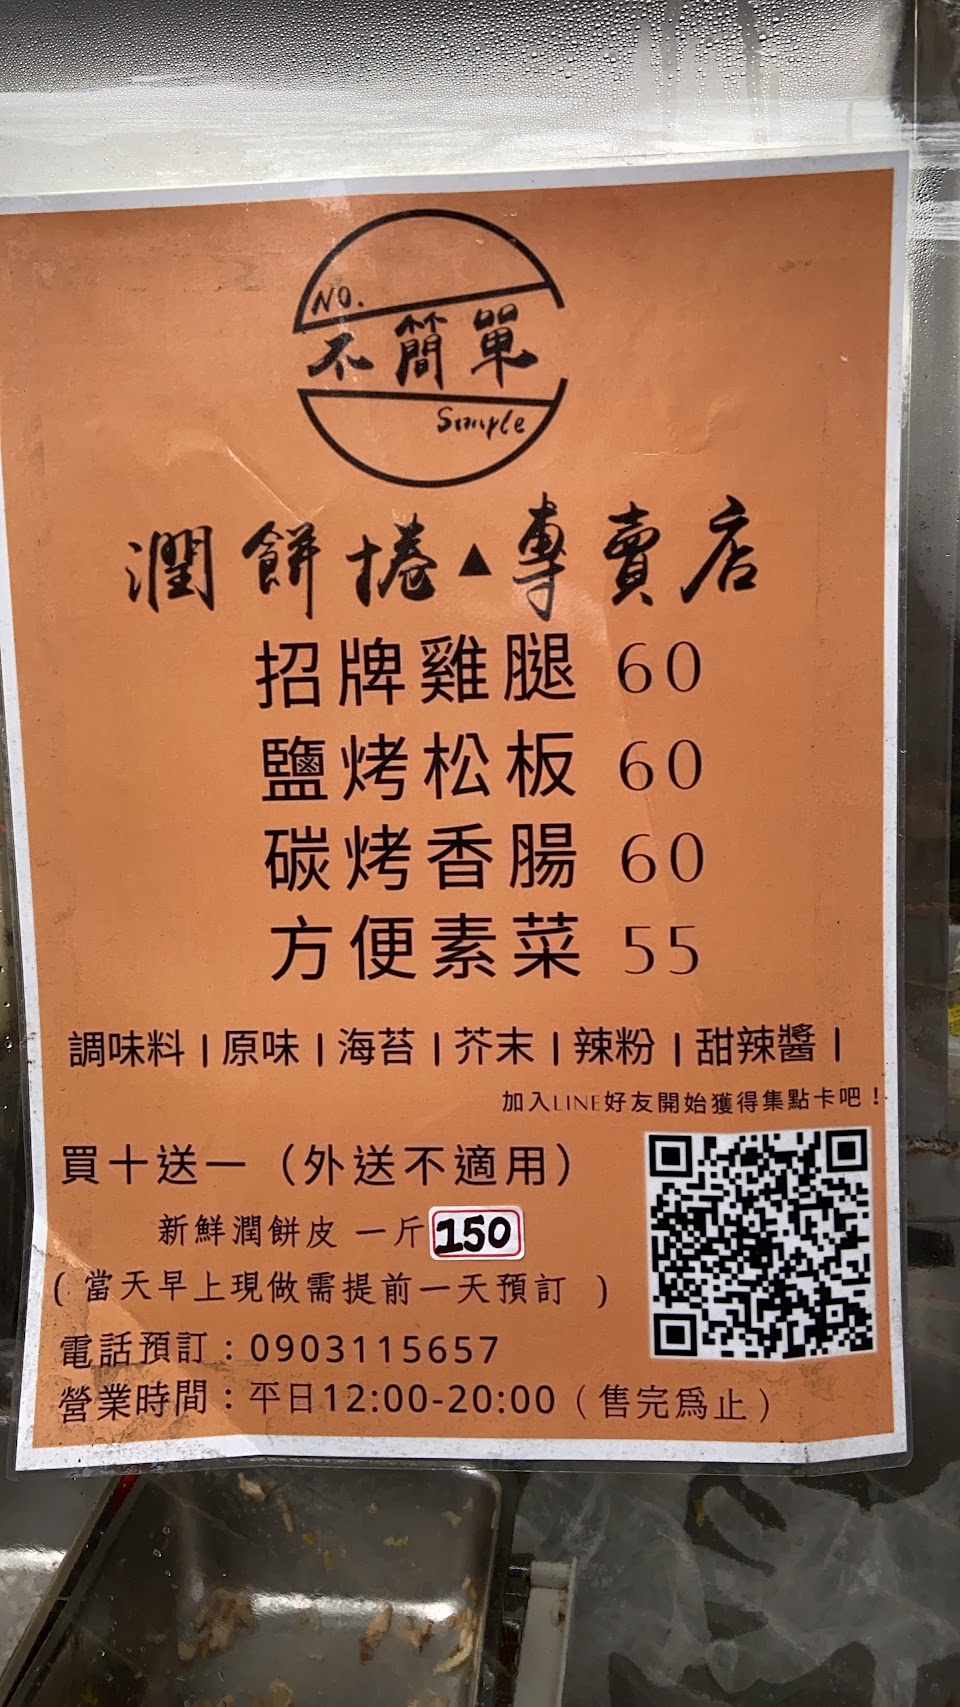 NO.
不簡單
Simple
潤餅捲▲專賣店
招牌雞腿 60
鹽烤松板 60
碳烤香腸 60
方便素菜 55
調味料 | 原味 | 海苔 | 芥末 | 辣粉 | 甜辣醬 |
加入LINE好友開始獲得集點卡吧！
買十送一（外送不適用）
新鮮潤餅皮 一斤 150
( 當天早上現做需提前一天預訂 )
電話預訂：0903115657
營業時間：平日12:00-20:00（售完爲止）